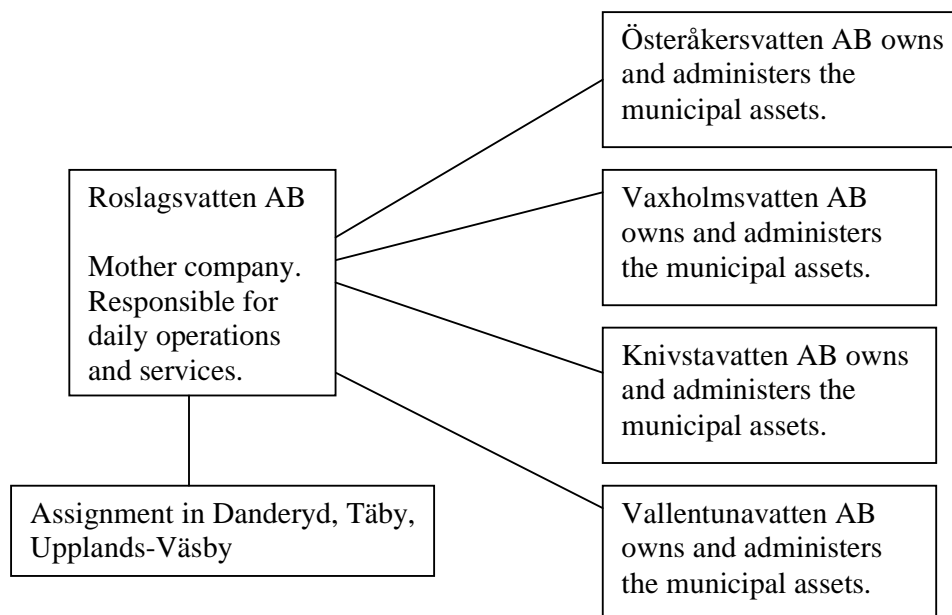 Österåkersvatten AB owns
and administers the
municipal assets.
Roslagsvatten AB
Mother company.
Responsible for
daily operations
and services.
Vaxholmsvatten AB
owns and administers
the municipal assets.
Knivstavatten AB owns
and administers the
municipal assets.
Assignment in Danderyd, Täby,
Upplands-Väsby
Vallentunavatten AB
owns and administers
the municipal assets.